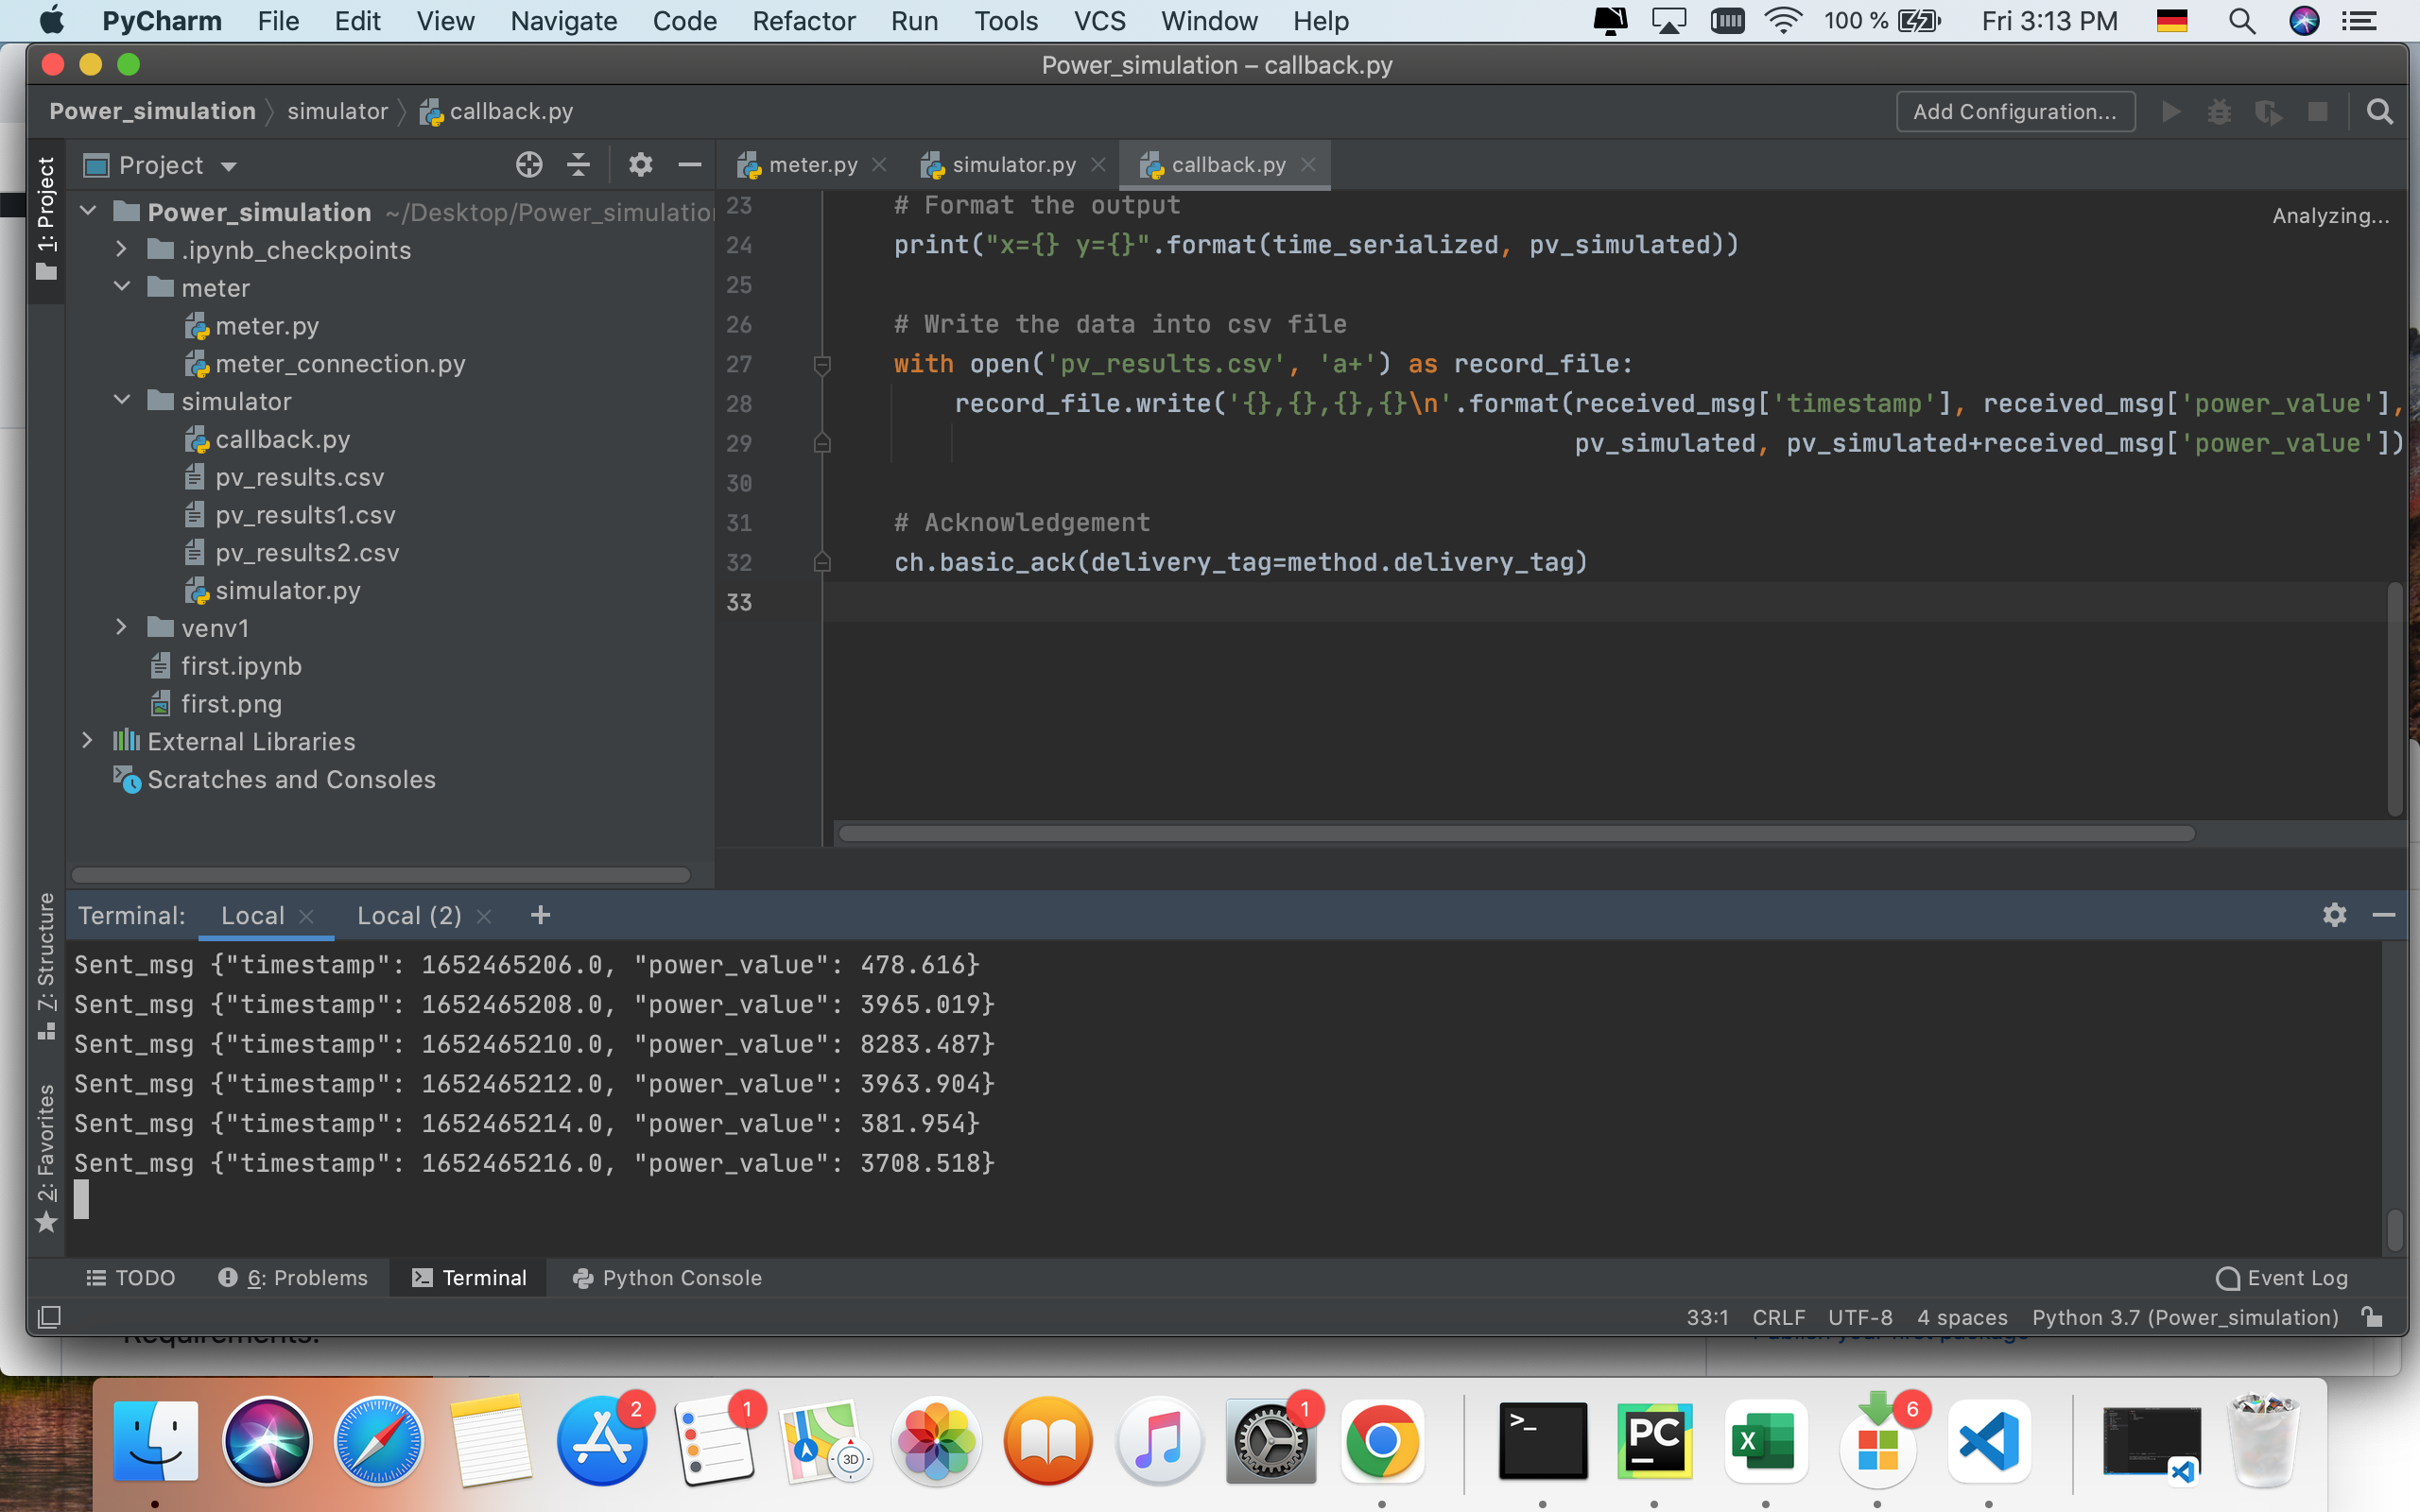 PyCharm File Edit View Navigate Code Refactor Run Tools VCS Window Help 100 % Fri 3:13 PM
Power_simulation – callback.py
Power_simulation simulator callback.py Add Configuration...
1: Project
Project
meter.py simulator.py callback.py
Power_simulation ~/Desktop/Power_simulation
.ipynb_checkpoints
meter
meter.py
meter_connection.py
simulator
callback.py
pv_results.csv
pv_results1.csv
pv_results2.csv
simulator.py
venv1
first.ipynb
first.png
External Libraries
Scratches and Consoles
Analyzing...
23 # Format the output
24 print("x={} y={}".format(time_serialized, pv_simulated))
25
26 # Write the data into csv file
27 with open('pv_results.csv', 'a+') as record_file:
28 record_file.write('{},{},{},{}\n'.format(received_msg['timestamp'], received_msg['power_value'],
29 pv_simulated, pv_simulated+received_msg['power_value'])
30
31 # Acknowledgement
32 ch.basic_ack(delivery_tag=method.delivery_tag)
33
7: Structure
2: Favorites
Terminal: Local Local (2) +
Sent_msg {"timestamp": 1652465206.0, "power_value": 478.616}
Sent_msg {"timestamp": 1652465208.0, "power_value": 3965.019}
Sent_msg {"timestamp": 1652465210.0, "power_value": 8283.487}
Sent_msg {"timestamp": 1652465212.0, "power_value": 3963.904}
Sent_msg {"timestamp": 1652465214.0, "power_value": 381.954}
Sent_msg {"timestamp": 1652465216.0, "power_value": 3708.518}
TODO 6: Problems Terminal Python Console Event Log
33:1 CRLF UTF-8 4 spaces Python 3.7 (Power_simulation)
Requirements:
Publish your first package
2 1 3D 1 >_ PC X 6